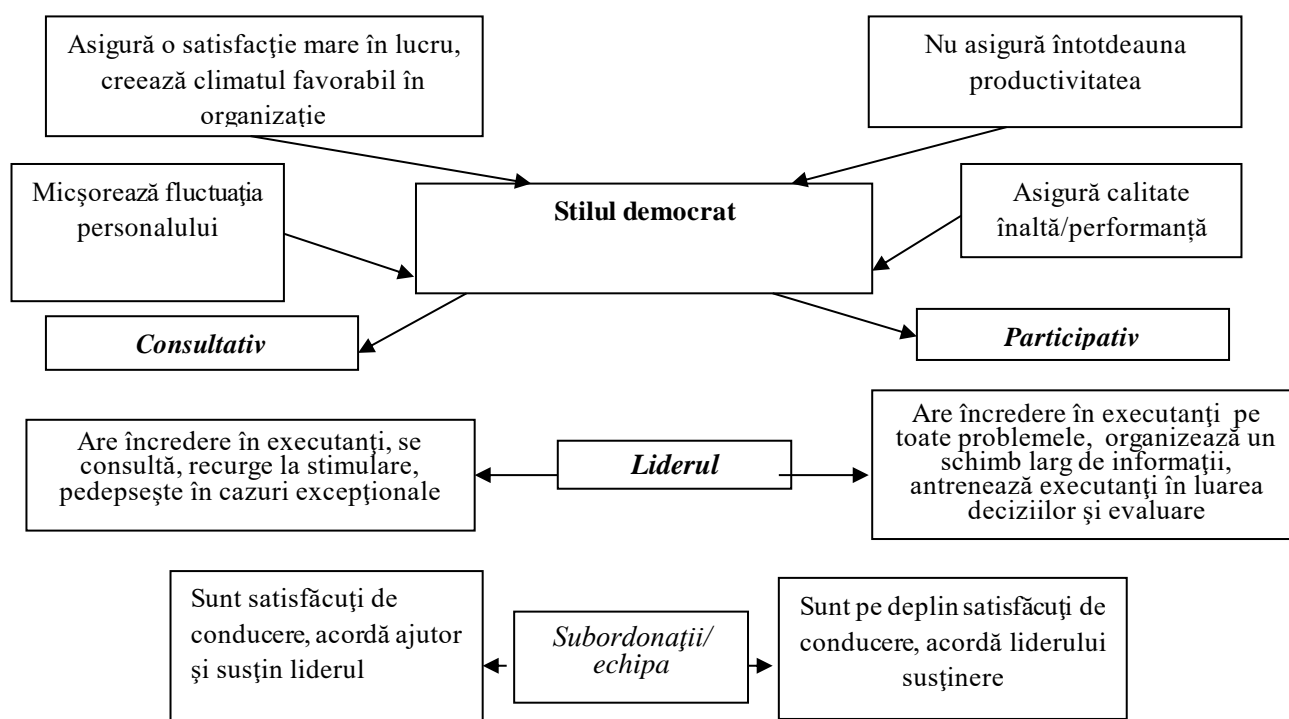 Asigură o satisfacţie mare în lucru,
creează climatul favorabil în
organizaţie
Nu asigură întotdeauna
productivitatea
Micşorează fluctuaţia
personalului
Stilul democrat
Asigură calitate
înaltă/performanță
Consultativ
Participativ
Are încredere în executanţi, se
consultă, recurge la stimulare,
pedepseşte în cazuri excepţionale
Liderul
Are încredere în executanţi pe
toate problemele, organizează un
schimb larg de informaţii,
antrenează executanţi în luarea
deciziilor şi evaluare
Sunt satisfăcuţi de
conducere, acordă ajutor
şi susţin liderul
Subordonaţii/
echipa
Sunt pe deplin satisfăcuţi de
conducere, acordă liderului
susţinere